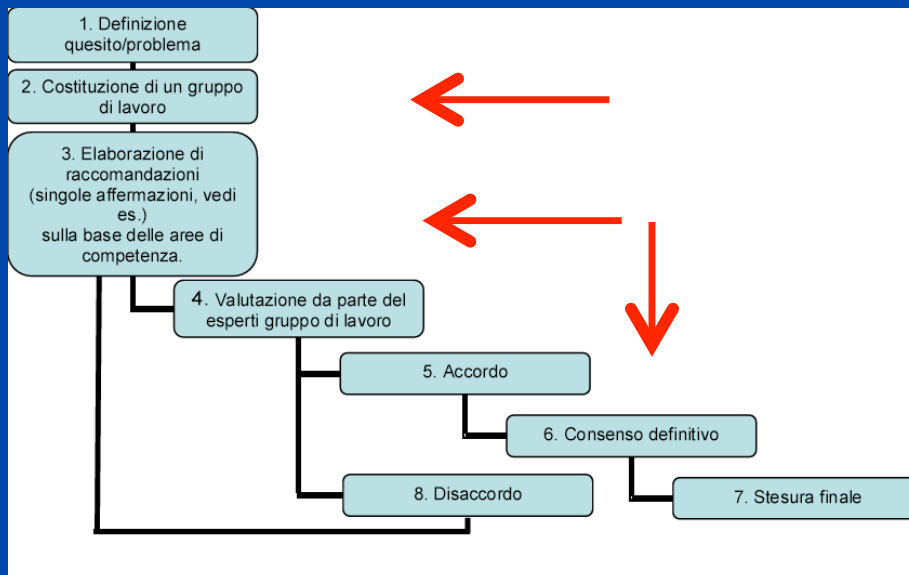 1. Definizione
quesito/problema
2. Costituzione di un gruppo
di lavoro
3. Elaborazione di
raccomandazioni
(singole affermazioni, vedi
es.)
sulla base delle aree di
competenza.
4. Valutazione da parte del
esperti gruppo di lavoro
5. Accordo
6. Consenso definitivo
8. Disaccordo
7. Stesura finale